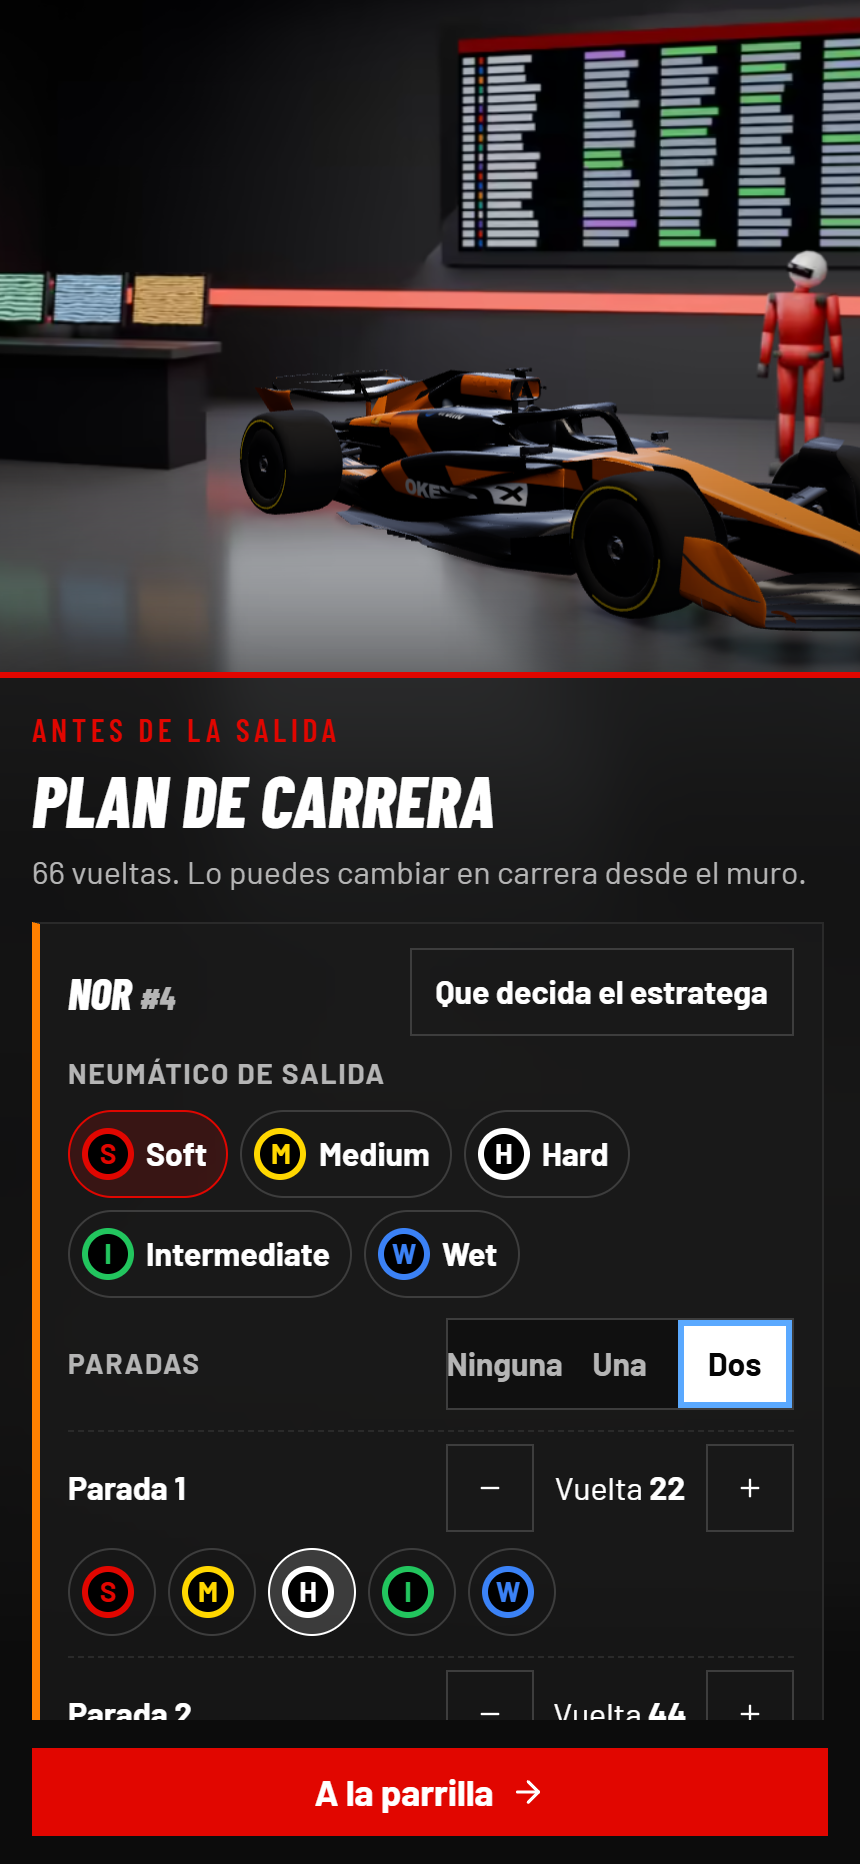 ANTES DE LA SALIDA
PLAN DE CARRERA
66 vueltas. Lo puedes cambiar en carrera desde el muro.
NOR #4
Que decida el estratega
NEUMÁTICO DE SALIDA
S Soft
M Medium
H Hard
I Intermediate
W Wet
PARADAS
Ninguna Una Dos
Parada 1
− Vuelta 22 +
S M H I W
Parada 2
− Vuelta 44 +
A la parrilla →